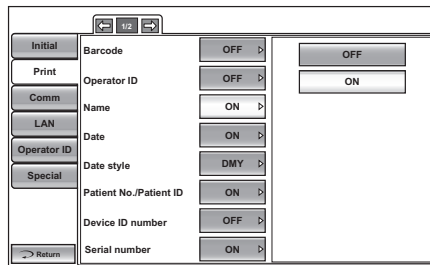 1/2
Initial
Print
Comm
LAN
Operator ID
Special
Return
Barcode OFF
Operator ID OFF
Name ON
Date ON
Date style DMY
Patient No./Patient ID ON
Device ID number OFF
Serial number ON
OFF
ON